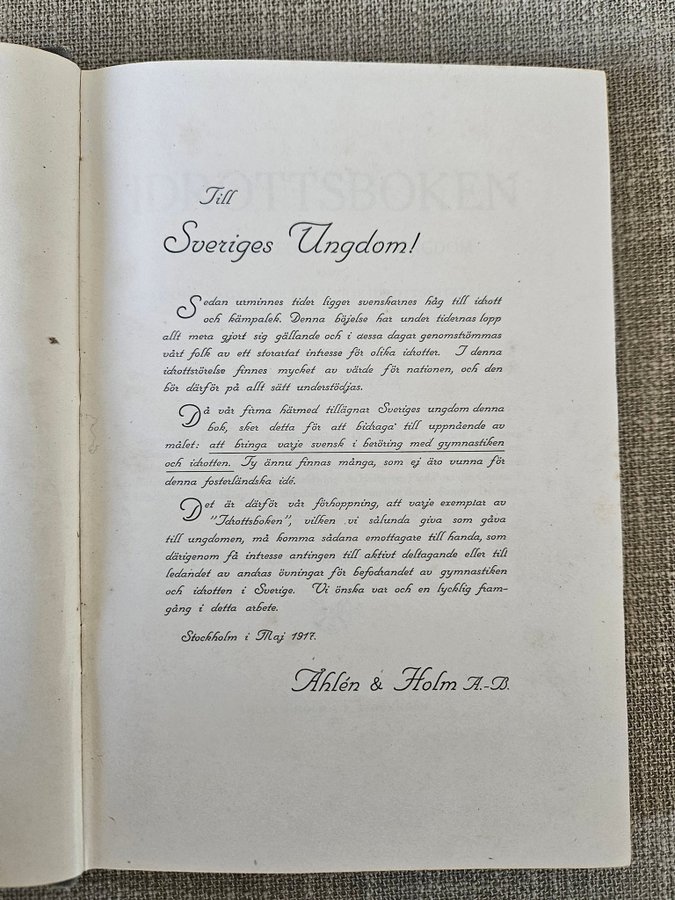 Till
Sveriges Ungdom!
Sedan urminnes tider ligger svenskarnes håg till idrott
och kämpalek. Denna böjelse har under tidernas lopp
allt mera gjort sig gällande och i dessa dagar genomströmmas
vårt folk av ett storartat intresse för olika idrotter. I denna
idrottsrörelse finnes mycket av värde för nationen, och den
bör därför på allt sätt understödjas.
Då vår firma härmed tillägnar Sveriges ungdom denna
bok, sker detta för att bidraga till uppnående av
målet: att bringa varje svensk i beröring med gymnastiken
och idrotten. Ty ännu finnas många, som ej äro vunna för
denna fosterländska idé.
Det är därför vår förhoppning, att varje exemplar av
"Idrottsboken", vilken vi sålunda giva som gåva
till ungdomen, må komma sådana emottagare till handa, som
därigenom få intresse antingen till aktivt deltagande eller till
ledandet av andras övningar för befodrandet av gymnastiken
och idrotten i Sverige. Vi önska var och en lycklig fram-
gång i detta arbete.
Stockholm i Maj 1917.
Åhlén & Holm A.-B.